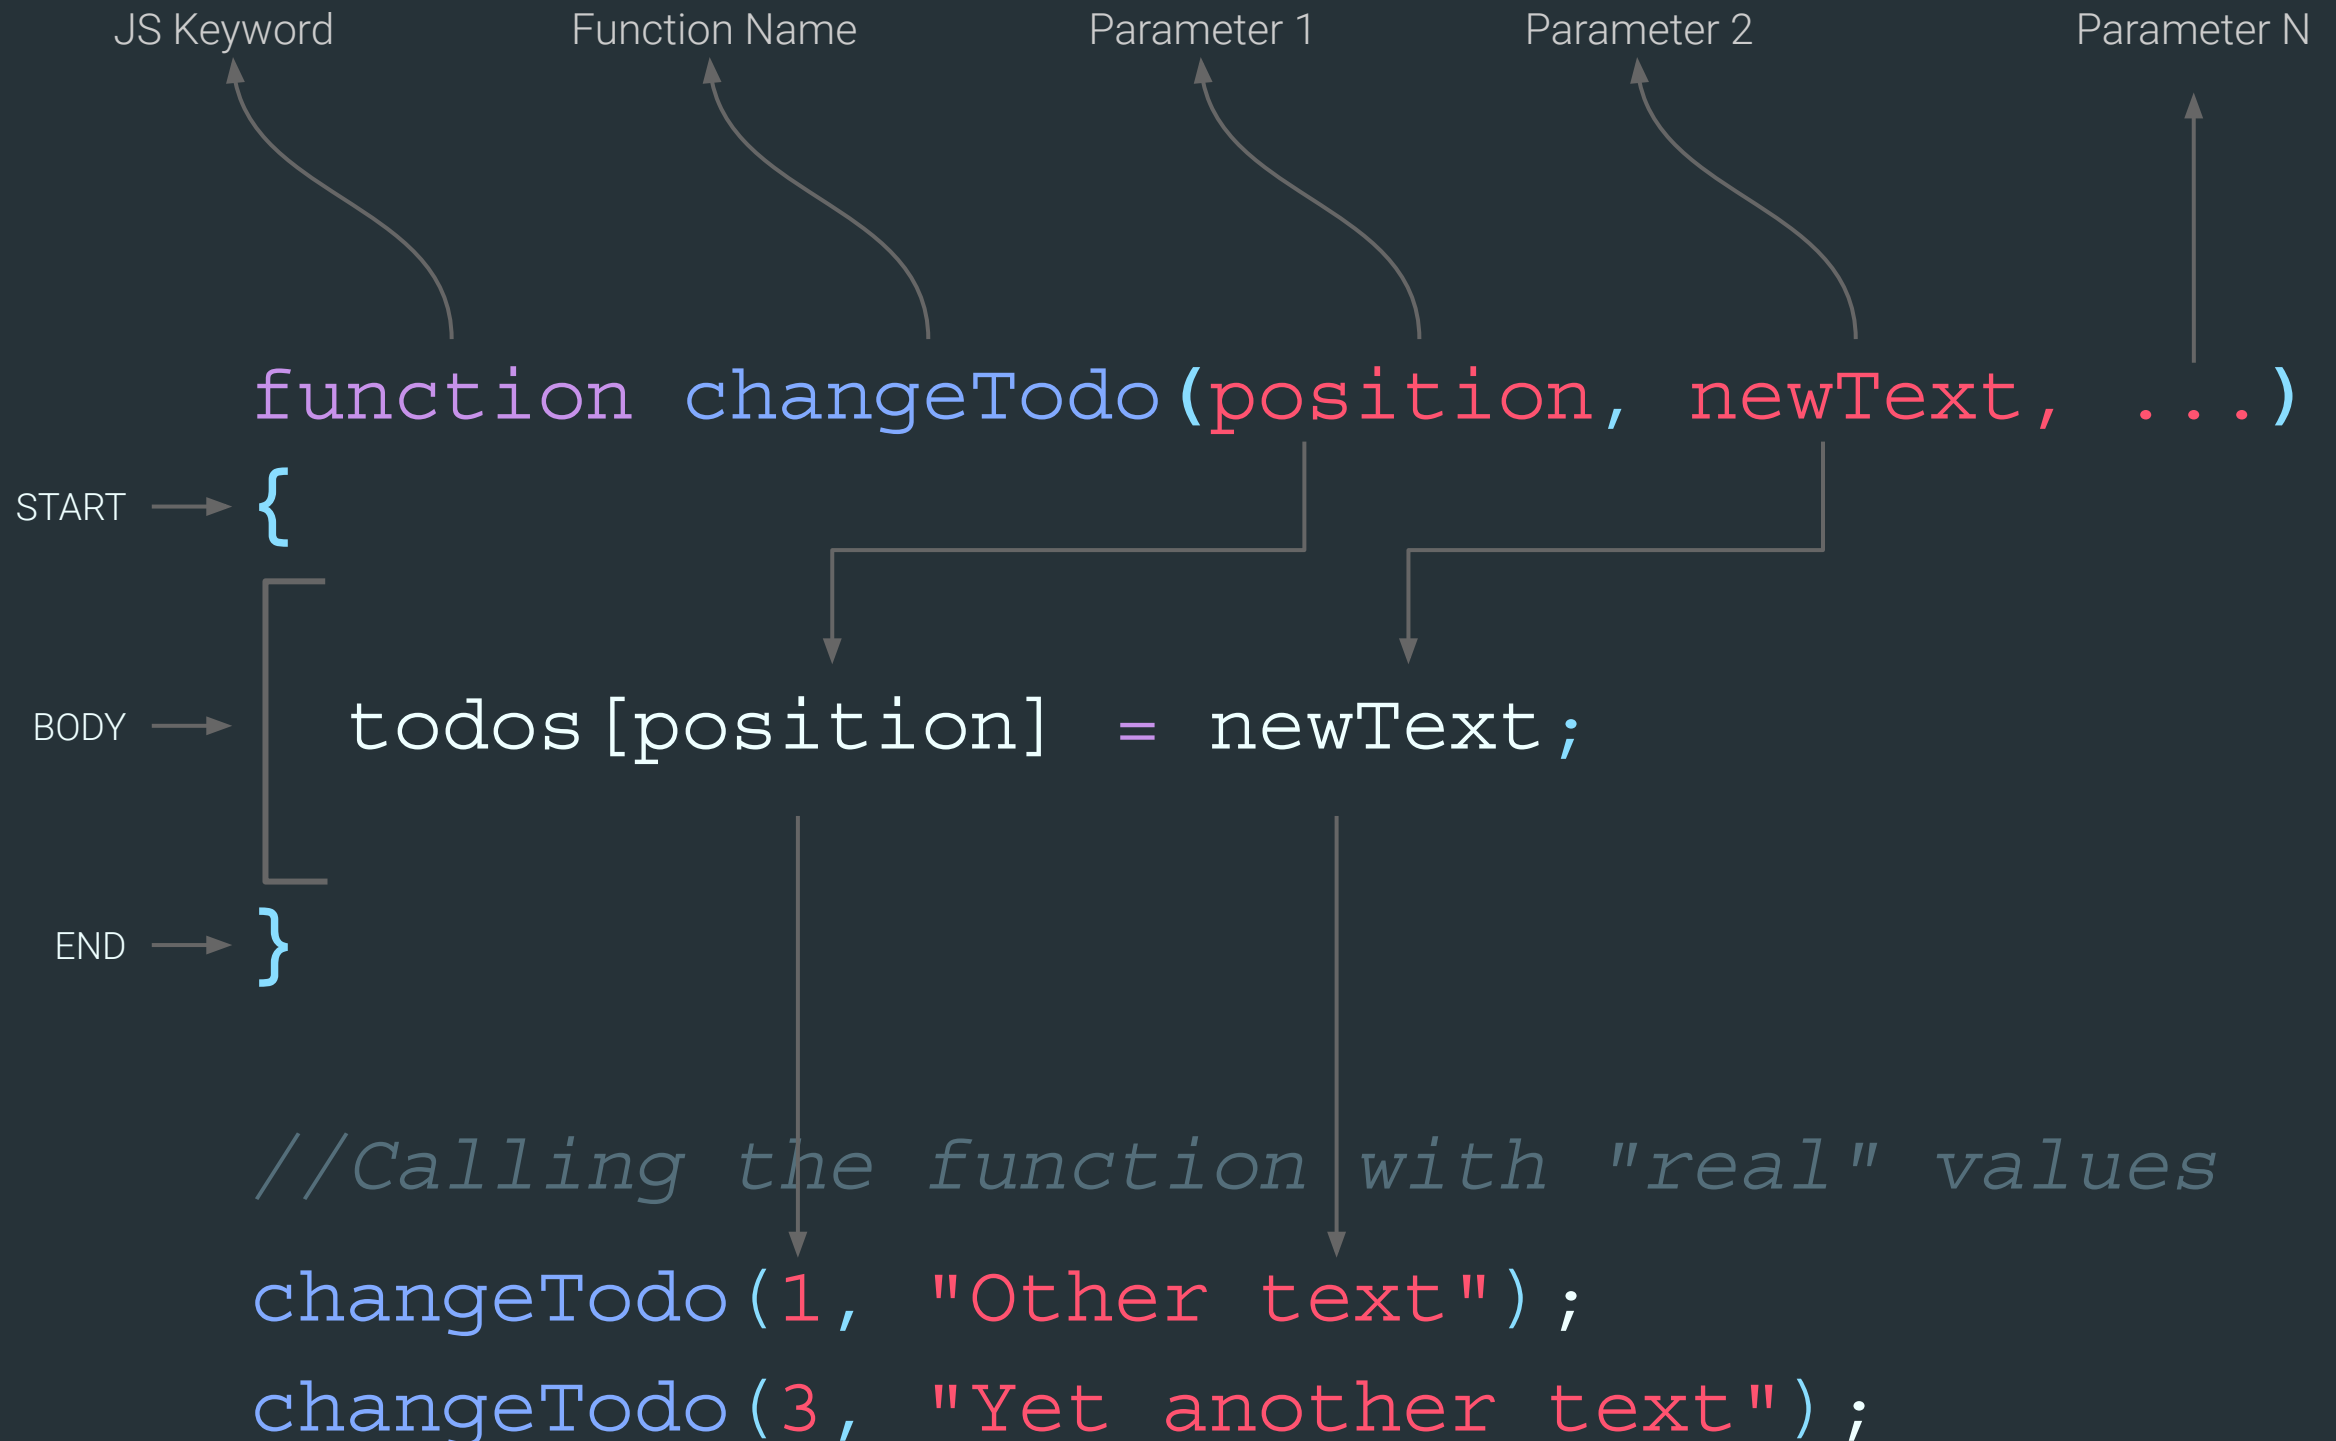 JS Keyword Function Name Parameter 1 Parameter 2 Parameter N
function changeTodo(position, newText, ...)
START {
BODY todos[position] = newText;
END }
//Calling the function with "real" values
changeTodo(1, "Other text");
changeTodo(3, "Yet another text");